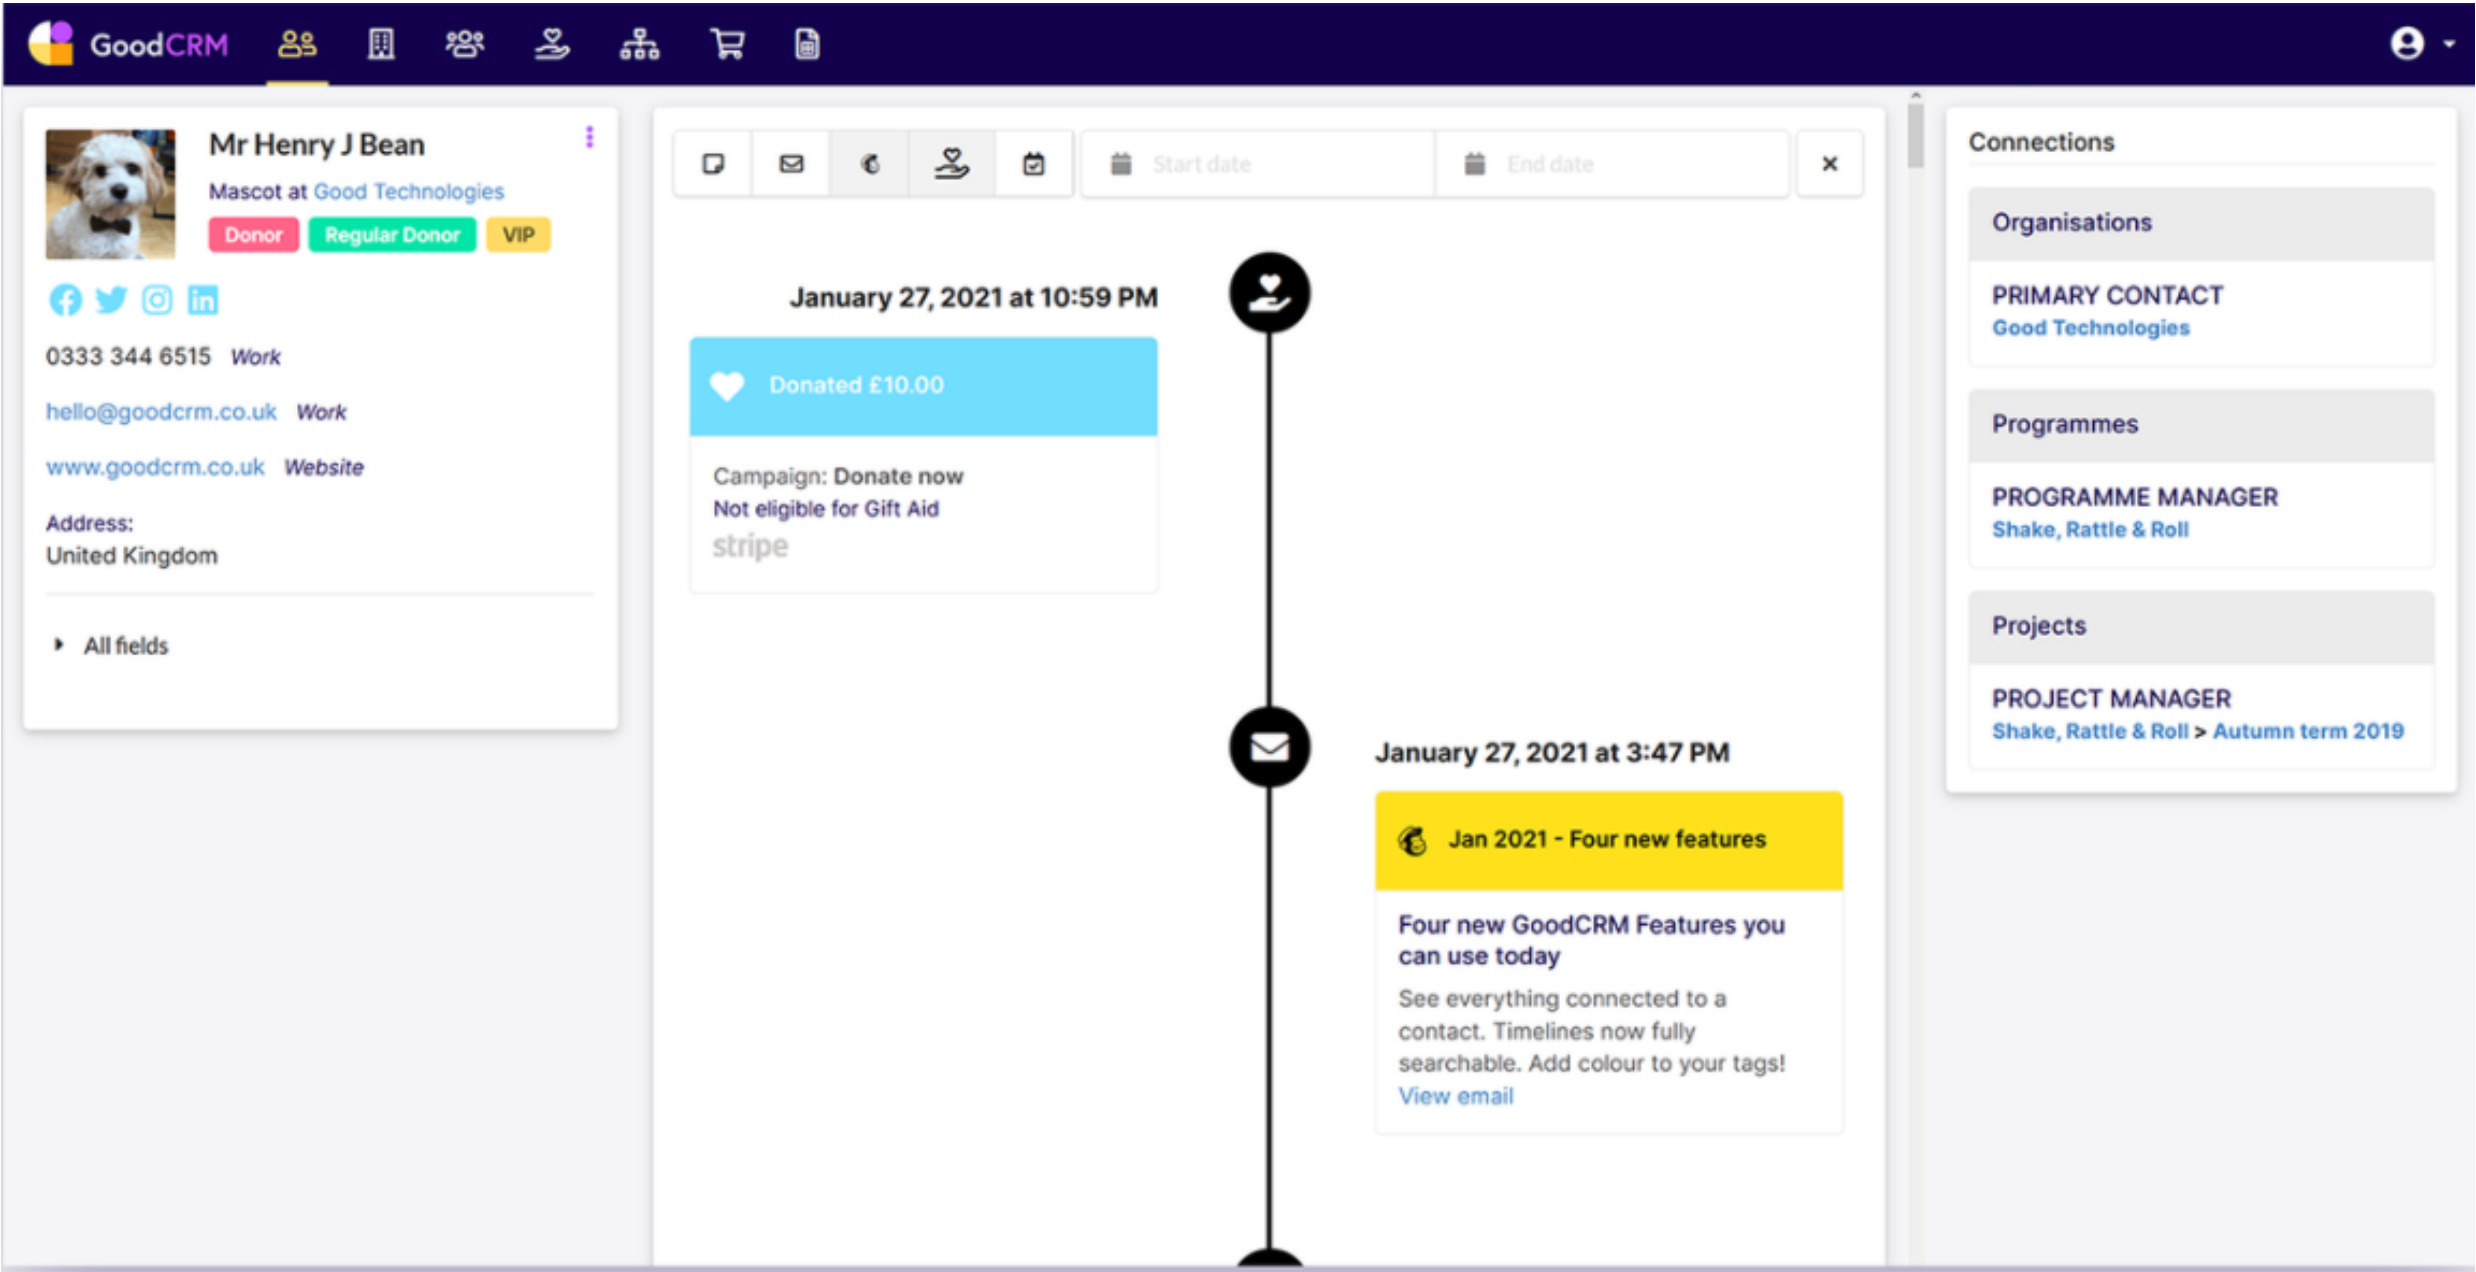 GoodCRM
Mr Henry J Bean
Mascot at Good Technologies
Donor Regular Donor VIP
0333 344 6515 Work
hello@goodcrm.co.uk Work
www.goodcrm.co.uk Website
Address:
United Kingdom
All fields
Start date End date
January 27, 2021 at 10:59 PM
Donated £10.00
Campaign: Donate now
Not eligible for Gift Aid
stripe
January 27, 2021 at 3:47 PM
Jan 2021 - Four new features
Four new GoodCRM Features you
can use today
See everything connected to a
contact. Timelines now fully
searchable. Add colour to your tags!
View email
Connections
Organisations
PRIMARY CONTACT
Good Technologies
Programmes
PROGRAMME MANAGER
Shake, Rattle & Roll
Projects
PROJECT MANAGER
Shake, Rattle & Roll > Autumn term 2019